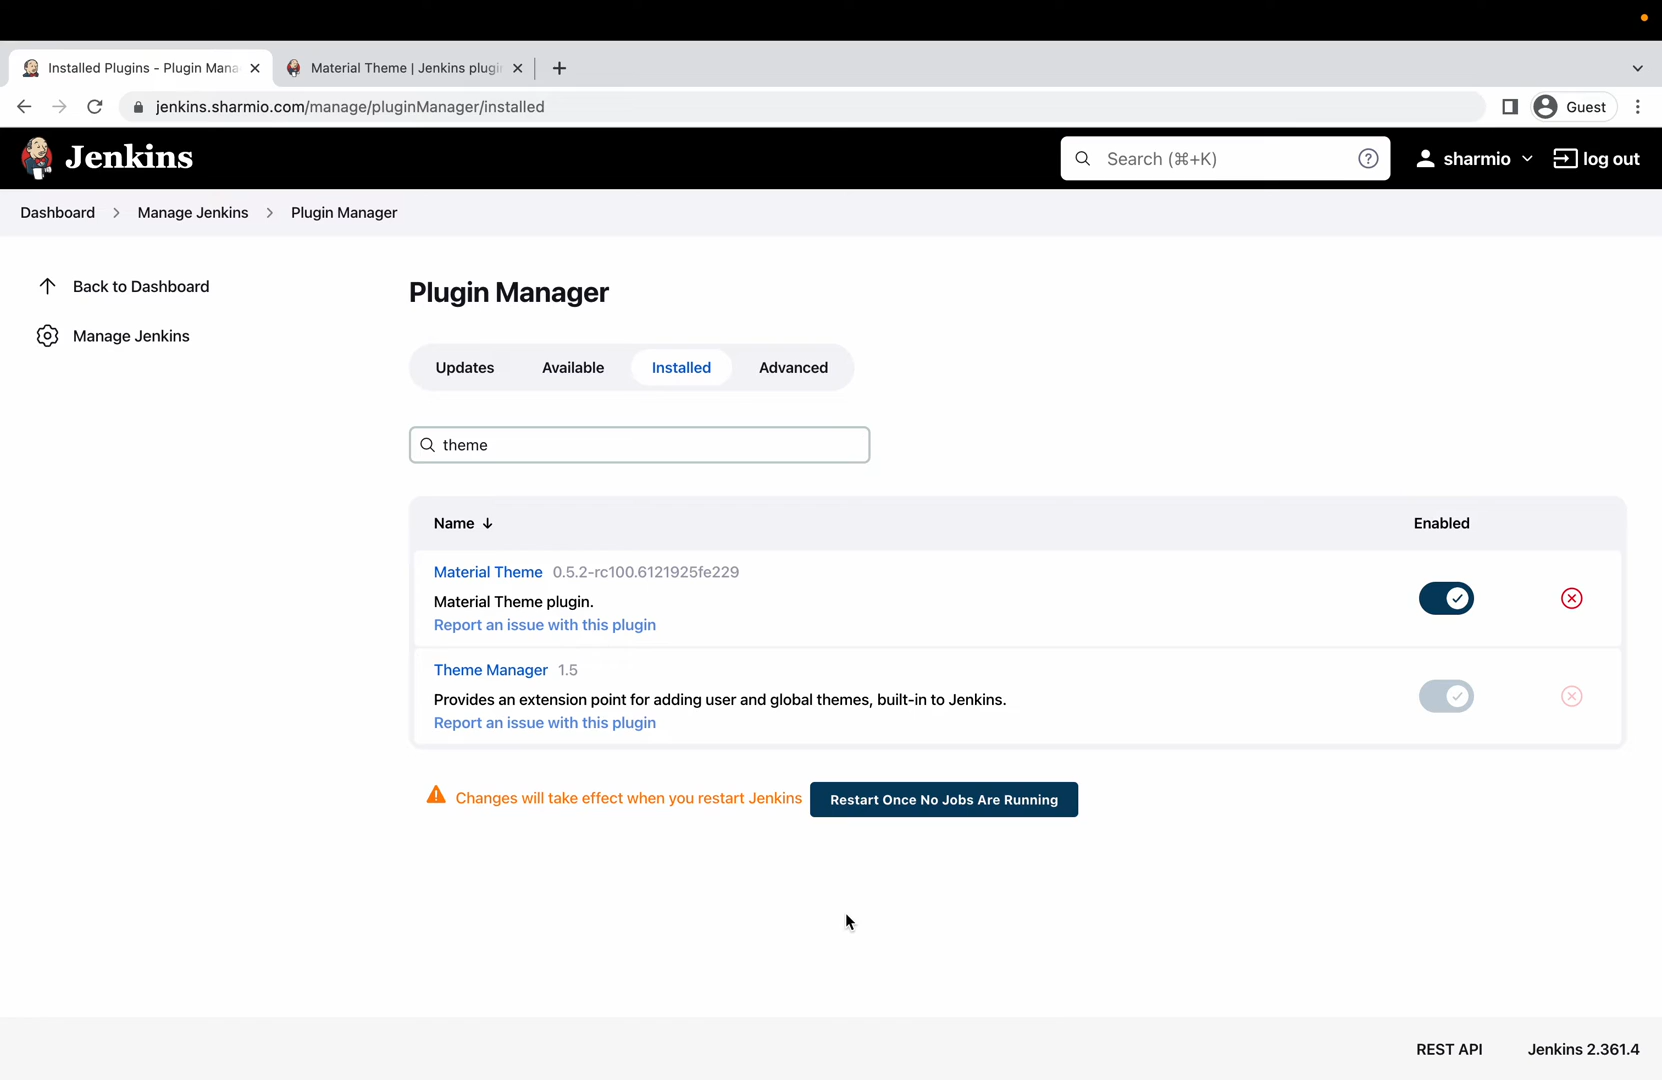 Installed Plugins - Plugin Mana
Material Theme | Jenkins plugi
jenkins.sharmio.com/manage/pluginManager/installed
Guest
Jenkins
Search (⌘+K)
sharmio
log out
Dashboard
Manage Jenkins
Plugin Manager
Back to Dashboard
Manage Jenkins
Plugin Manager
Updates
Available
Installed
Advanced
theme
Name ↓
Enabled
Material Theme 0.5.2-rc100.6121925fe229
Material Theme plugin.
Report an issue with this plugin
Theme Manager 1.5
Provides an extension point for adding user and global themes, built-in to Jenkins.
Report an issue with this plugin
Changes will take effect when you restart Jenkins
Restart Once No Jobs Are Running
REST API
Jenkins 2.361.4